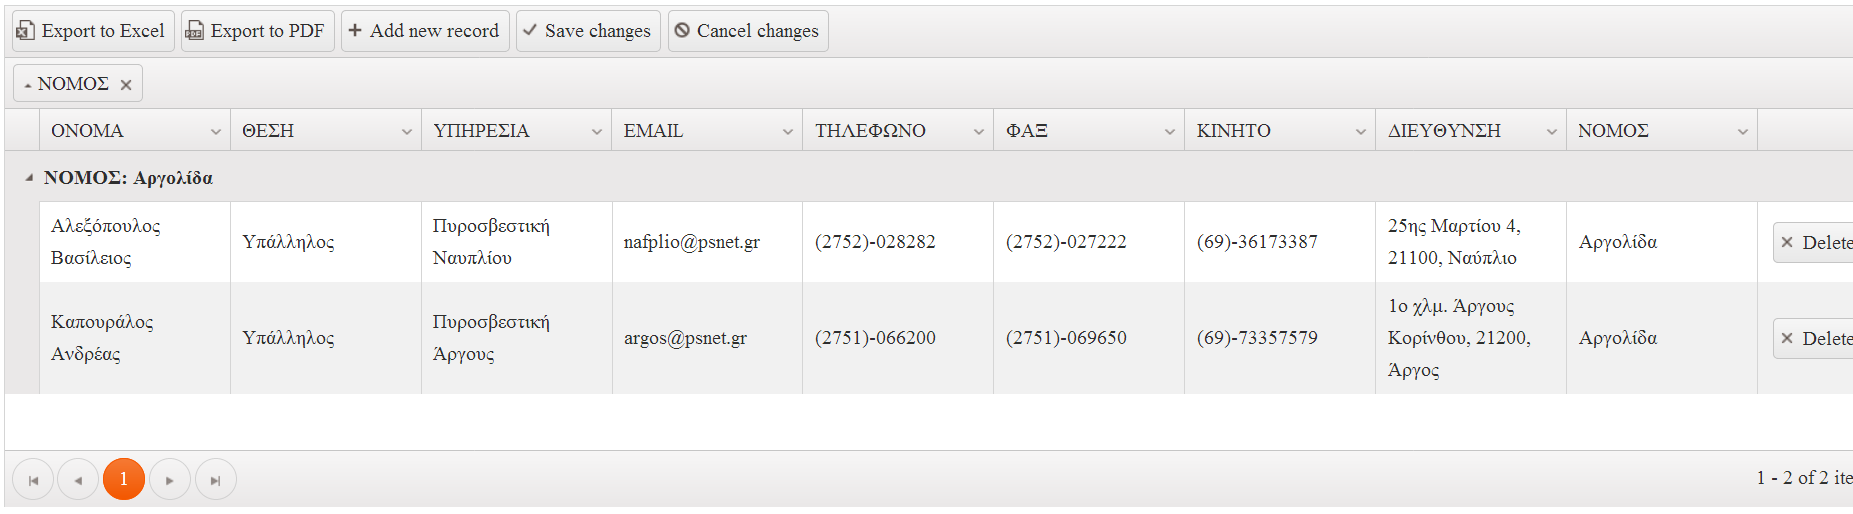 Export to Excel Export to PDF Add new record Save changes Cancel changes
ΝΟΜΟΣ
ΟΝΟΜΑ ΘΕΣΗ ΥΠΗΡΕΣΙΑ EMAIL ΤΗΛΕΦΩΝΟ ΦΑΞ ΚΙΝΗΤΟ ΔΙΕΥΘΥΝΣΗ ΝΟΜΟΣ
ΝΟΜΟΣ: Αργολίδα
Αλεξόπουλος
Βασίλειος
Υπάλληλος
Πυροσβεστική
Ναυπλίου
nafplio@psnet.gr
(2752)-028282
(2752)-027222
(69)-36173387
25ης Μαρτίου 4,
21100, Ναύπλιο
Αργολίδα
Delete
Καπουράλος
Ανδρέας
Υπάλληλος
Πυροσβεστική
Άργους
argos@psnet.gr
(2751)-066200
(2751)-069650
(69)-73357579
1ο χλμ. Άργους
Κορίνθου, 21200,
Άργος
Αργολίδα
Delete
1
1 - 2 of 2 ite